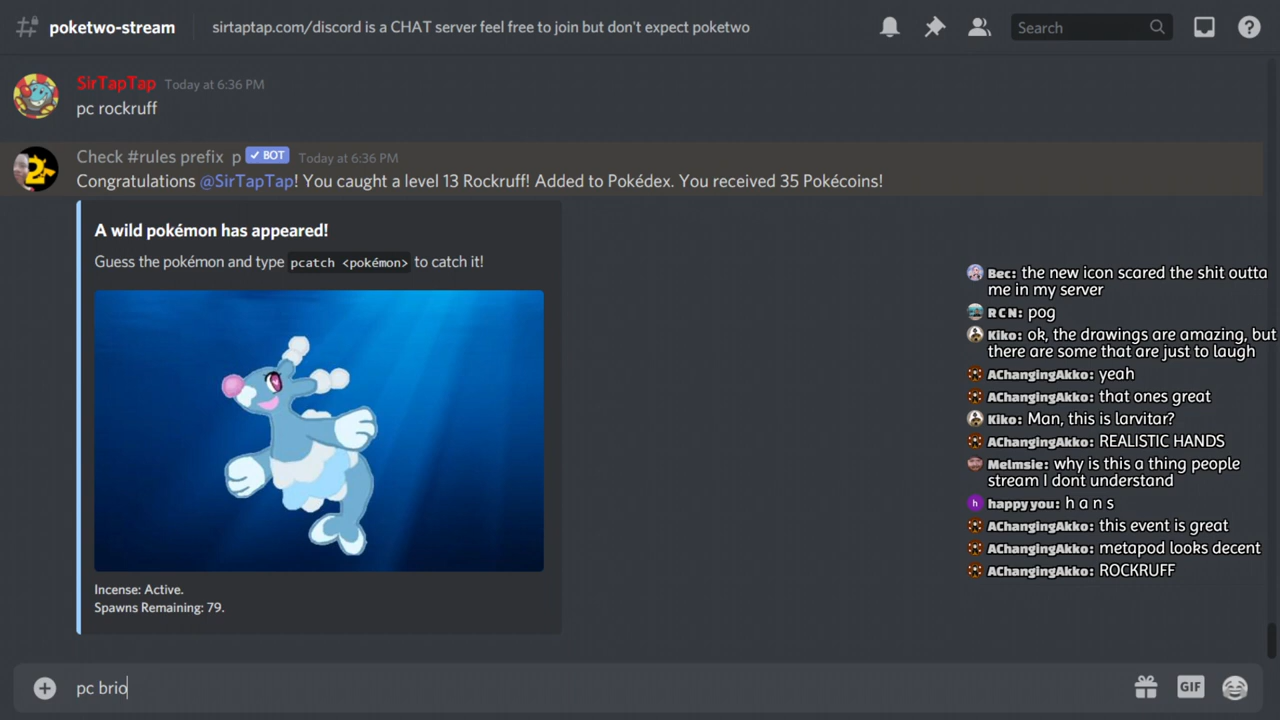 poketwo-stream
sirtaptap.com/discord is a CHAT server feel free to join but don't expect poketwo
Search
SirTapTap Today at 6:36 PM
pc rockruff
Check #rules prefix p ✓ BOT Today at 6:36 PM
Congratulations @SirTapTap! You caught a level 13 Rockruff! Added to Pokédex. You received 35 Pokécoins!
A wild pokémon has appeared!
Guess the pokémon and type pcatch <pokémon> to catch it!
Incense: Active.
Spawns Remaining: 79.
Bec: the new icon scared the shit outta
me in my server
R C N: pog
Kiko: ok, the drawings are amazing, but
there are some that are just to laugh
AChangingAkko: yeah
AChangingAkko: that ones great
Kiko: Man, this is larvitar?
AChangingAkko: REALISTIC HANDS
Melmsie: why is this a thing people
stream I dont understand
h happy you: h a n s
AChangingAkko: this event is great
AChangingAkko: metapod looks decent
AChangingAkko: ROCKRUFF
pc brio
GIF